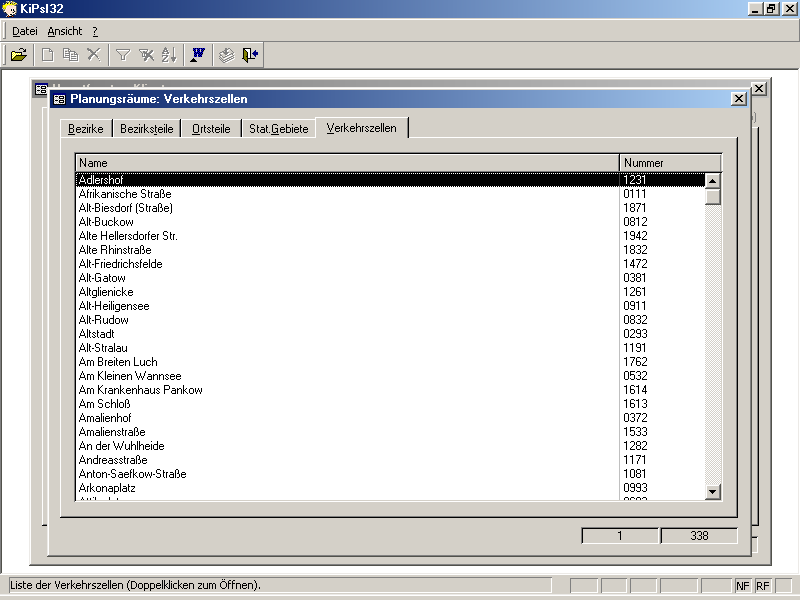 KiPsI32
Datei Ansicht ?
Planungsräume: Verkehrszellen
Bezirke Bezirksteile Ortsteile Stat.Gebiete Verkehrszellen
Name Nummer
Adlershof 1231
Afrikanische Straße 0111
Alt-Biesdorf (Straße) 1871
Alt-Buckow 0812
Alte Hellersdorfer Str. 1942
Alte Rhinstraße 1832
Alt-Friedrichsfelde 1472
Alt-Gatow 0381
Altglienicke 1261
Alt-Heiligensee 0911
Alt-Rudow 0832
Altstadt 0293
Alt-Stralau 1191
Am Breiten Luch 1762
Am Kleinen Wannsee 0532
Am Krankenhaus Pankow 1614
Am Schloß 1613
Amalienhof 0372
Amalienstraße 1533
An der Wuhlheide 1282
Andreasstraße 1171
Anton-Saefkow-Straße 1081
Arkonaplatz 0993
1 338
Liste der Verkehrszellen (Doppelklicken zum Öffnen).
NF RF